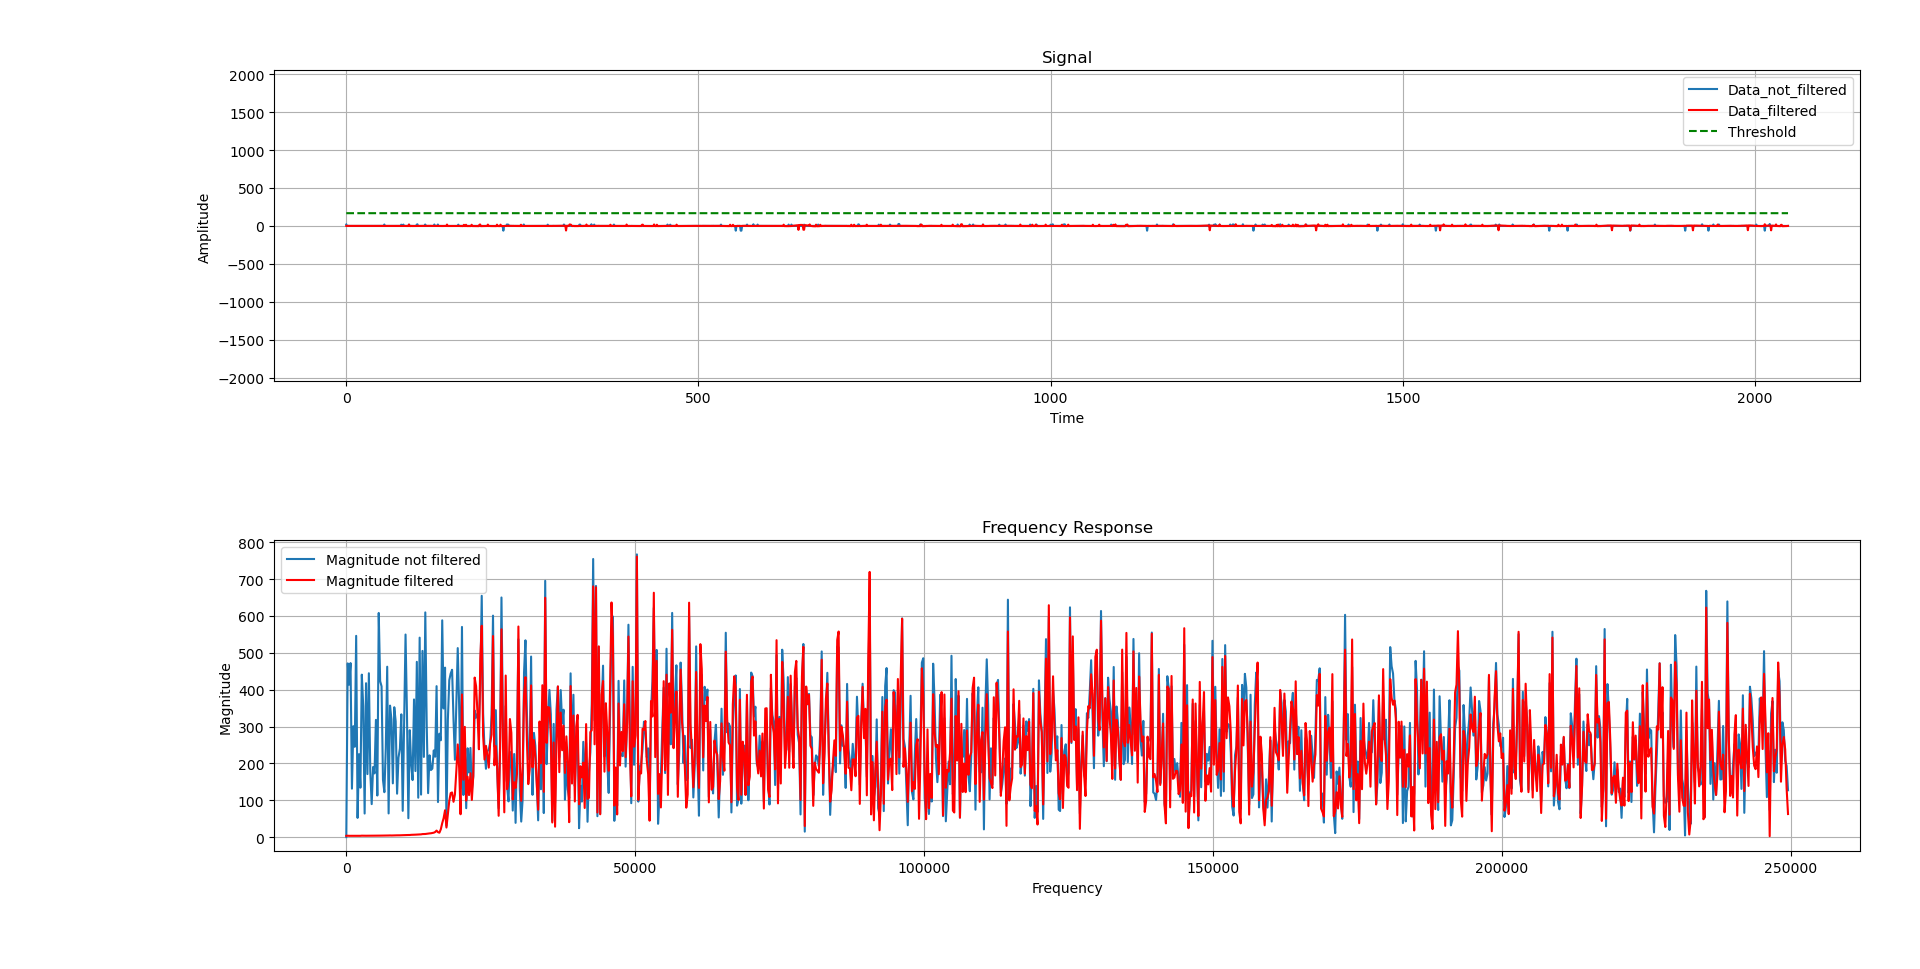 Signal
2000
1500
1000
500
0
−500
−1000
−1500
−2000
Amplitude
Data_not_filtered
Data_filtered
Threshold
0 500 1000 1500 2000
Time
Frequency Response
800
700
600
500
400
300
200
100
0
Magnitude
Magnitude not filtered
Magnitude filtered
0 50000 100000 150000 200000 250000
Frequency